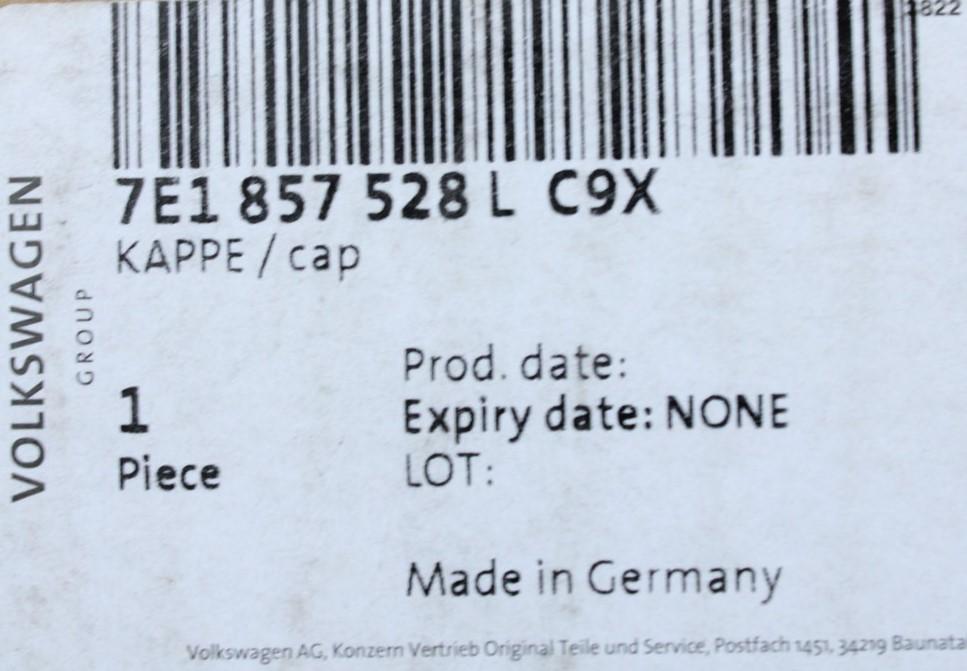 7E1 857 528 L C9X
KAPPE / cap
VOLKSWAGEN
GROUP
1
Piece
Prod. date:
Expiry date: NONE
LOT:
Made in Germany
Volkswagen AG, Konzern Vertrieb Original Teile und Service, Postfach 1451, 34219 Baunata